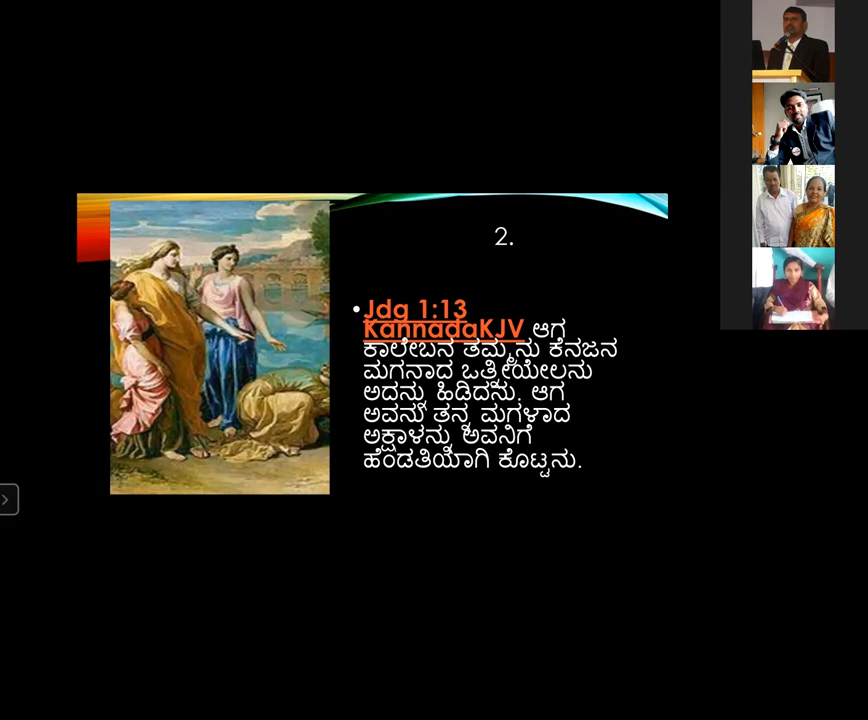 2.
• Jdg 1:13
KannadaKJV ಆಗ
ಕಾಲೇಬನ ತಮ್ಮನು ಕೆನಜನ
ಮಗನಾದ ಒತ್ನೀಯೇಲನು
ಅದನ್ನು ಹಿಡಿದನು. ಆಗ
ಅವನು ತನ್ನ ಮಗಳಾದ
ಅಕ್ಷಾಳನ್ನು ಅವನಿಗೆ
ಹೆಂಡತಿಯಾಗಿ ಕೊಟ್ಟನು.